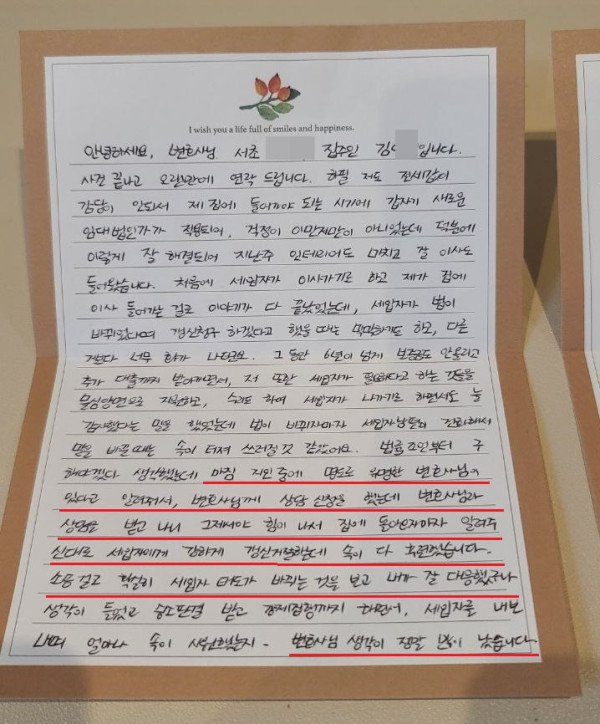 I wish you a life full of smiles and happiness.
안녕하세요, 변호사님. 서초 집주인 김 입니다.
사건 끝나고 오랜만에 연락 드립니다. 하필 저도 전세값이
감당이 안되서 제 집에 들어가야 되는 시기에 갑자기 새로운
임대법인가가 적용되어, 걱정이 이만저만이 아니었는데 덕분에
이렇게 잘 해결되어 지난주 인테리어도 마치고 잘 이사도
들어왔습니다. 처음에 세입자가 이사가기로 하고 제가 집에
이사 들어가는 걸로 이야기가 다 끝났었는데, 세입자가 법이
바뀌었다며 갱신청구 하겠다고 했을 때는 막막하기도 하고, 다른
것보다 너무 화가 나더군요. 그 동안 6년이 넘게 보증금도 안올리고
추가 대출까지 받아가면서, 저 또한 세입자가 필요하다고 하는 것들을
물심양면으로 지원하고, 수리도 하여 세입자가 나가기로 하면서도 늘
감사했다는 말을 했었는데 법이 바뀌자마자 세입자남편이 전화해서
말을 바꾼 때는 속이 터져 쓰러질 것 같았어요. 법률 조언부터 구
해야겠다 생각했는데 마침 지인 중에 명도로 유명한 변호사님이
있다고 알려줘서, 변호사님께 상담 신청을 했는데 변호사님과
상담을 받고 나니 그제서야 힘이 나서 집에 돌아오자마자 알려주
신대로 세입자에게 강하게 갱신거절했는데 속이 다 후련했습니다.
소송 걸고 확실히 세입자 태도가 바뀌는 것을 보고 내가 잘 대응했구나
생각이 들었고 승소판결 받고 강제집행까지 하면서, 세입자를 내보
내며 얼마나 속이 시원했는지. 변호사님 생각이 정말 많이 났습니다.